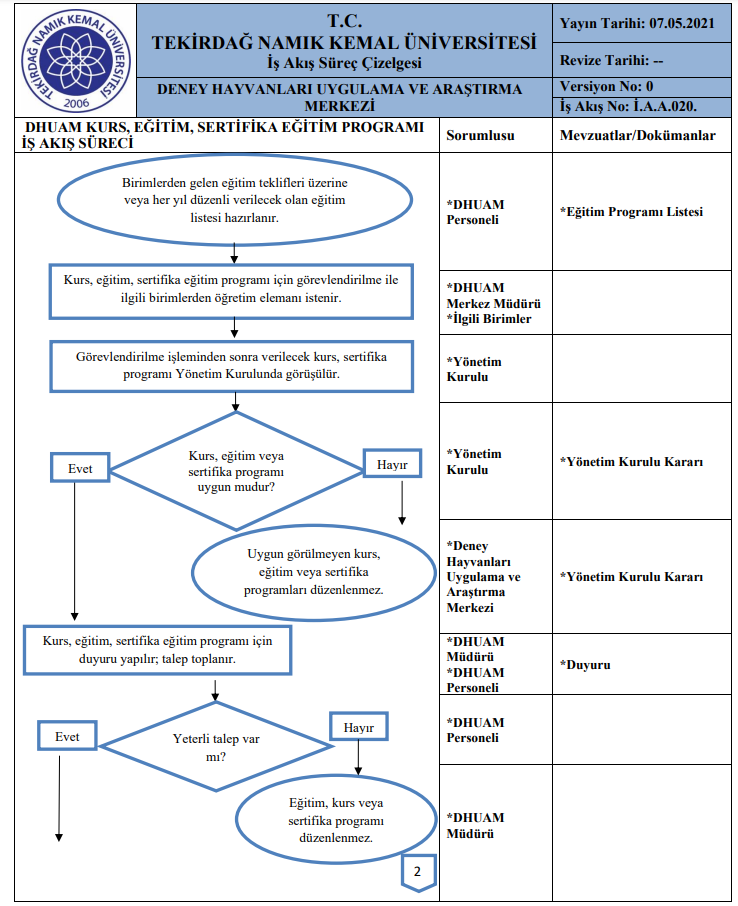 TEKİRDAĞ NAMIK KEMAL ÜNİVERSİTESİ
2006
T.C.
TEKİRDAĞ NAMIK KEMAL ÜNİVERSİTESİ
İş Akış Süreç Çizelgesi
DENEY HAYVANLARI UYGULAMA VE ARAŞTIRMA
MERKEZİ
Yayın Tarihi: 07.05.2021
Revize Tarihi: --
Versiyon No: 0
İş Akış No: İ.A.A.020.
DHUAM KURS, EĞİTİM, SERTİFİKA EĞİTİM PROGRAMI
İŞ AKIŞ SÜRECİ
Sorumlusu
Mevzuatlar/Dokümanlar
Birimlerden gelen eğitim teklifleri üzerine
veya her yıl düzenli verilecek olan eğitim
listesi hazırlanır.
*DHUAM
Personeli
*Eğitim Programı Listesi
Kurs, eğitim, sertifika eğitim programı için görevlendirilme ile
ilgili birimlerden öğretim elemanı istenir.
*DHUAM
Merkez Müdürü
*İlgili Birimler
Görevlendirilme işleminden sonra verilecek kurs, sertifika
programı Yönetim Kurulunda görüşülür.
*Yönetim
Kurulu
Evet
Kurs, eğitim veya
sertifika programı
uygun mudur?
Hayır
*Yönetim
Kurulu
*Yönetim Kurulu Kararı
Uygun görülmeyen kurs,
eğitim veya sertifika
programları düzenlenmez.
*Deney
Hayvanları
Uygulama ve
Araştırma
Merkezi
*Yönetim Kurulu Kararı
Kurs, eğitim, sertifika eğitim programı için
duyuru yapılır; talep toplanır.
*DHUAM
Müdürü
*DHUAM
Personeli
*Duyuru
Evet
Yeterli talep var
mı?
Hayır
*DHUAM
Personeli
Eğitim, kurs veya
sertifika programı
düzenlenmez.
*DHUAM
Müdürü
2